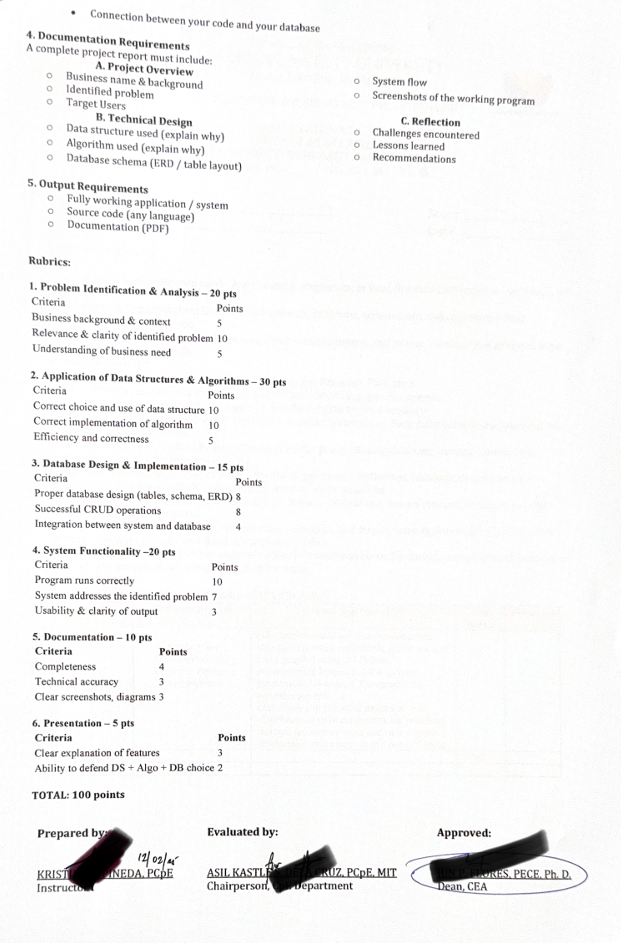 • Connection between your code and your database
4. Documentation Requirements
A complete project report must include:
A. Project Overview
o Business name & background
o Identified problem
o Target Users
B. Technical Design
o Data structure used (explain why)
o Algorithm used (explain why)
o Database schema (ERD / table layout)
o System flow
o Screenshots of the working program
C. Reflection
o Challenges encountered
o Lessons learned
o Recommendations
5. Output Requirements
o Fully working application / system
o Source code (any language)
o Documentation (PDF)
Rubrics:
1. Problem Identification & Analysis – 20 pts
Criteria Points
Business background & context 5
Relevance & clarity of identified problem 10
Understanding of business need 5
2. Application of Data Structures & Algorithms – 30 pts
Criteria Points
Correct choice and use of data structure 10
Correct implementation of algorithm 10
Efficiency and correctness 5
3. Database Design & Implementation – 15 pts
Criteria Points
Proper database design (tables, schema, ERD) 8
Successful CRUD operations 8
Integration between system and database 4
4. System Functionality –20 pts
Criteria Points
Program runs correctly 10
System addresses the identified problem 7
Usability & clarity of output 3
5. Documentation – 10 pts
Criteria Points
Completeness 4
Technical accuracy 3
Clear screenshots, diagrams 3
6. Presentation – 5 pts
Criteria Points
Clear explanation of features 3
Ability to defend DS + Algo + DB choice 2
TOTAL: 100 points
Prepared by:
12/02/25
KRIST NEDA, PCpE
Instructor
Evaluated by:
ASIL KASTLE CRUZ, PCpE, MIT
Chairperson, Department
Approved:
ORES, PECE, Ph. D.
Dean, CEA